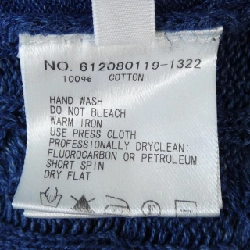 NO. 612080119-1322
100% COTTON
HAND WASH
DO NOT BLEACH
WARM IRON
USE PRESS CLOTH
PROFESSIONALLY DRYCLEAN:
FLUOROCARBON OR PETROLEUM
SHORT SPIN
DRY FLAT